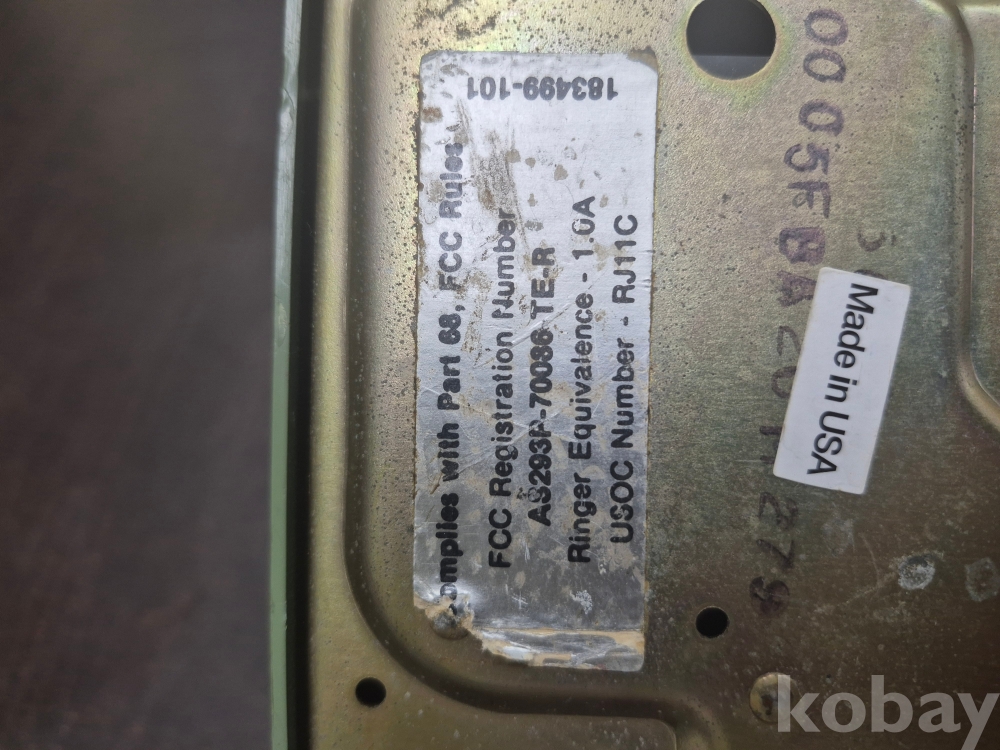 183499-101
omplies with Part 68, FCC Rules
FCC Registration Number
AS293P-70086-TE-R
Ringer Equivalence - 1.0A
USOC Number - RJ11C
Made in USA
kobay